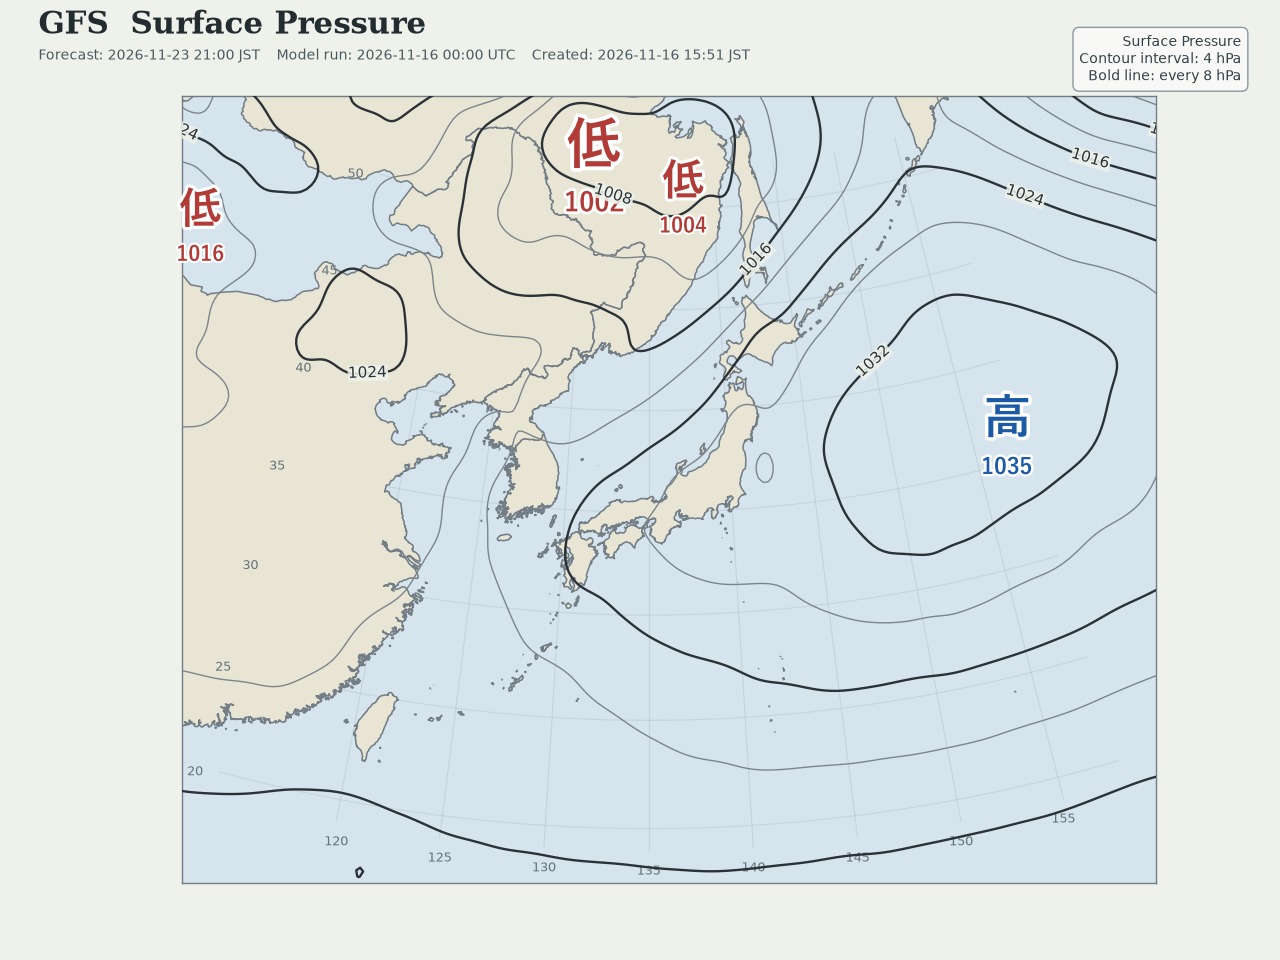 GFS  Surface Pressure
Forecast: 2026-11-23 21:00 JST    Model run: 2026-11-16 00:00 UTC    Created: 2026-11-16 15:51 JST
Surface Pressure
Contour interval: 4 hPa
Bold line: every 8 hPa
24
低
1016
低
1002
1008
低
1004
1016
1024
1016
50
45
40
35
30
25
20
1024
1032
高
1035
120
125
130
135
140
145
150
155